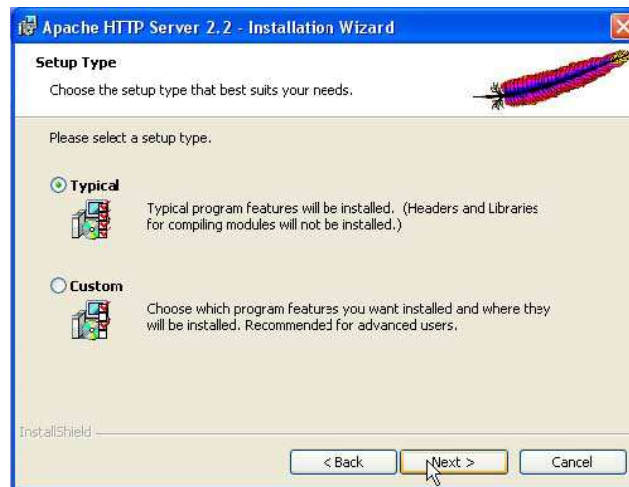 Apache HTTP Server 2.2 - Installation Wizard
Setup Type
Choose the setup type that best suits your needs.
Please select a setup type.
Typical
Typical program features will be installed. (Headers and Libraries
for compiling modules will not be installed.)
Custom
Choose which program features you want installed and where they
will be installed. Recommended for advanced users.
InstallShield
< Back
Next >
Cancel